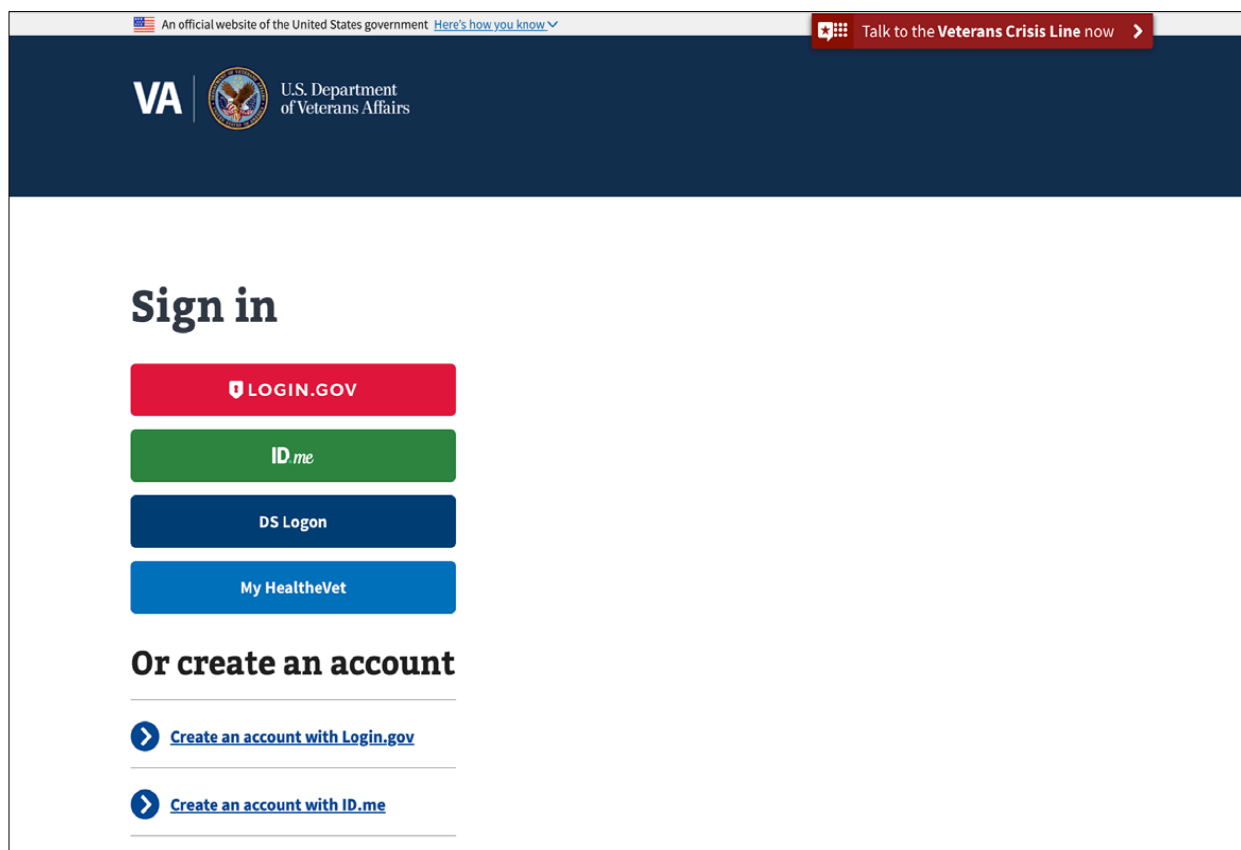 An official website of the United States government Here's how you know
Talk to the Veterans Crisis Line now
VA
U.S. Department
of Veterans Affairs
Sign in
LOGIN.GOV
ID.me
DS Logon
My HealtheVet
Or create an account
Create an account with Login.gov
Create an account with ID.me